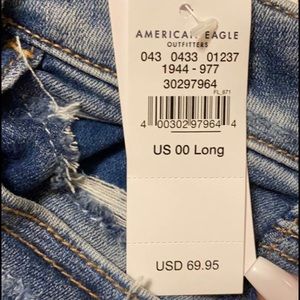 AMERICAN EAGLE
OUTFITTERS
043 0433 01237
1944 - 977
30297964
FL_871
4 00302 97964 4
US 00 Long
USD 69.95